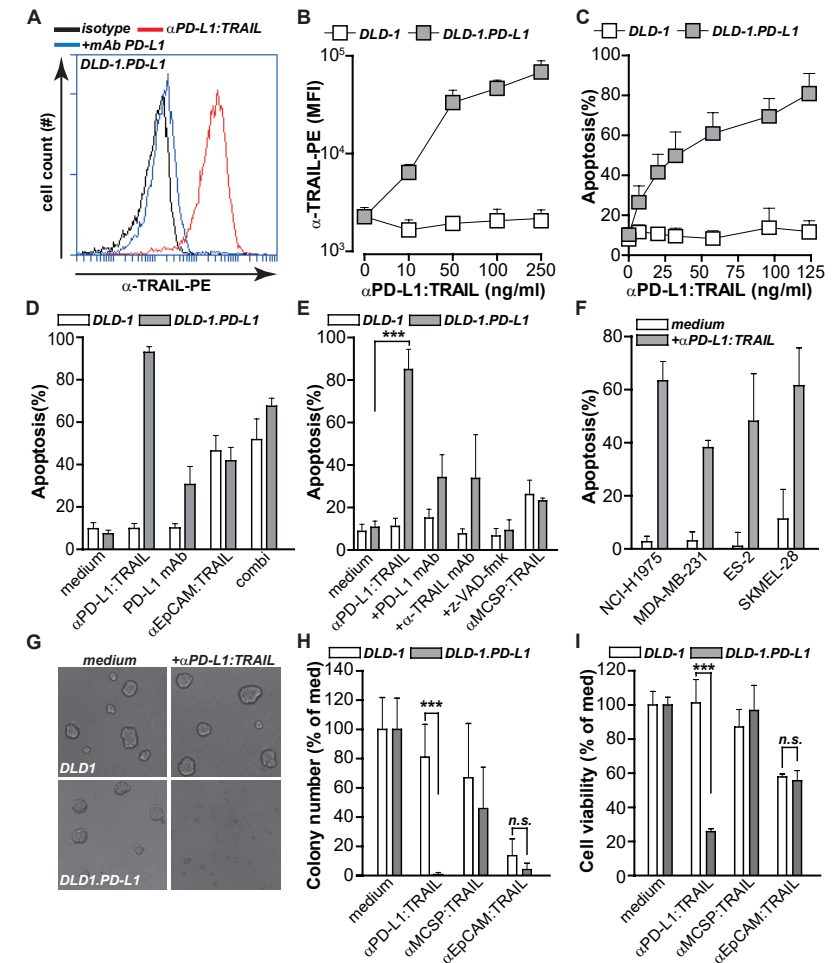 A
isotype αPD-L1:TRAIL
+mAb PD-L1
DLD-1.PD-L1
cell count (#)
α-TRAIL-PE
B
DLD-1 DLD-1.PD-L1
α-TRAIL-PE (MFI)
10⁵
10⁴
10³
0 10 50 100 250
αPD-L1:TRAIL (ng/ml)
C
DLD-1 DLD-1.PD-L1
Apoptosis(%)
100
80
60
40
20
0
0 25 50 75 100 125
αPD-L1:TRAIL (ng/ml)
D
DLD-1 DLD-1.PD-L1
Apoptosis(%)
100
80
60
40
20
0
medium
αPD-L1:TRAIL
PD-L1 mAb
αEpCAM:TRAIL
combi
E
DLD-1 DLD-1.PD-L1
***
100
80
60
40
20
0
Apoptosis(%)
medium
αPD-L1:TRAIL
+PD-L1 mAb
+α-TRAIL mAb
+z-VAD-fmk
αMCSP:TRAIL
F
medium
+αPD-L1:TRAIL
Apoptosis(%)
80
60
40
20
0
NCI-H1975
MDA-MB-231
ES-2
SKMEL-28
G
medium +αPD-L1:TRAIL
DLD1
DLD1.PD-L1
H
DLD-1 DLD-1.PD-L1
Colony number (% of med)
140
120
100
80
60
40
20
0
***
n.s.
medium
αPD-L1:TRAIL
αMCSP:TRAIL
αEpCAM:TRAIL
I
DLD-1 DLD-1.PD-L1
Cell viability (% of med)
120
100
80
60
40
20
0
***
n.s.
medium
αPD-L1:TRAIL
αMCSP:TRAIL
αEpCAM:TRAIL